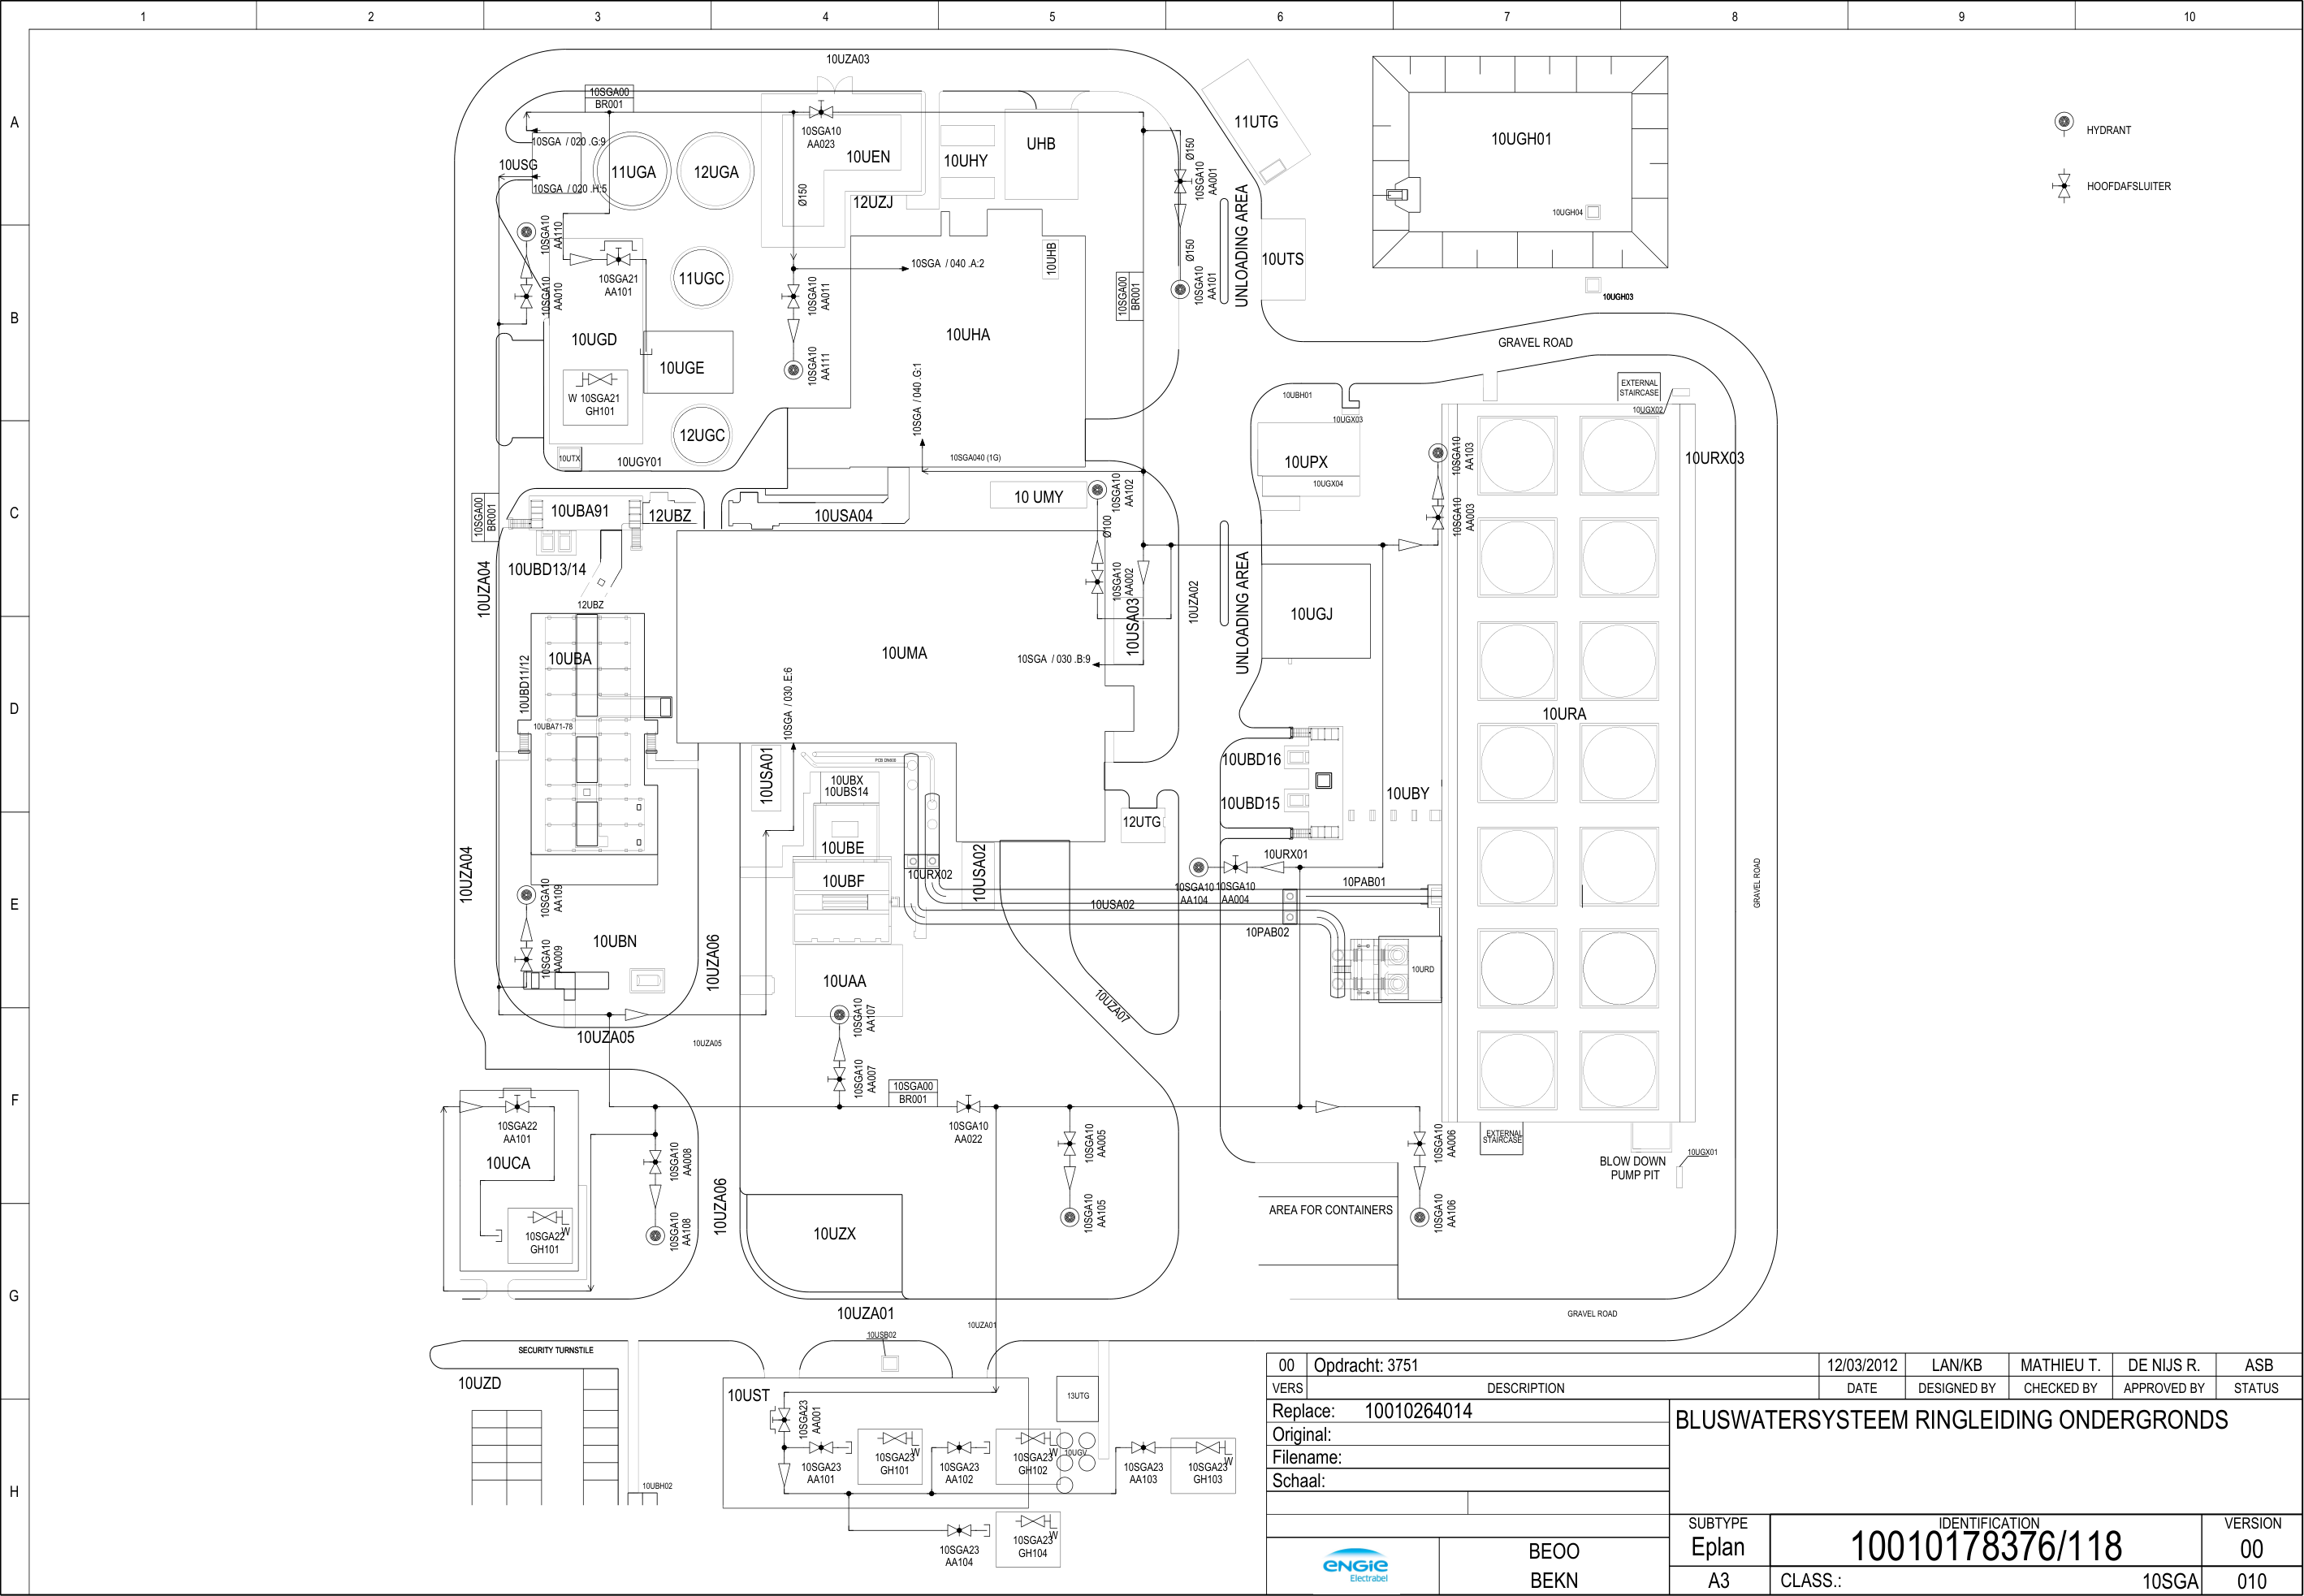 1 2 3 4 5 6 7 8 9 10
A
B
C
D
E
F
G
H
10UZA03
10SGA00
BR001
10SGA / 020 .G:9
10USG
10SGA / 020 .H:5
11UGA
12UGA
10SGA10
AA023
10UEN
12UZJ
Ø150
10UHY
UHB
11UTG
Ø150
10SGA10
AA001
Ø150
10SGA10
AA101
UNLOADING AREA
10UTS
10UGH01
10UGH04
10UGH03
HYDRANT
HOOFDAFSLUITER
10SGA10
AA110
10SGA10
AA010
10SGA21
AA101
11UGC
10SGA / 040 .A:2
10SGA10
AA011
10UHB
10SGA00
BR001
10UHA
10UGD
10UGE
W 10SGA21
GH101
10SGA10
AA111
10SGA / 040 .G:1
GRAVEL ROAD
EXTERNAL
STAIRCASE
10UGX02
10UBH01
10UGX03
12UGC
10UTX
10UGY01
10SGA040 (1G)
10UPX
10UGX04
10SGA10
AA103
10SGA10
AA003
10URX03
10SGA00
BR001
10UBA91
12UBZ
10USA04
10 UMY
10SGA10
AA102
Ø100
10SGA10
AA002
10USA03
10UZA02
UNLOADING AREA
10UGJ
10UZA04
10UBD13/14
12UBZ
10UBA
10UBD11/12
10UBA71-78
10UMA
10SGA / 030 .B:9
10SGA / 030 .E:6
10URA
10USA01
10UBX
10UBS14
10UBE
10UBF
10URX02
10USA02
10USA02
12UTG
10UBD16
10UBD15
10UBY
10URX01
10SGA10
AA104
10SGA10
AA004
10PAB01
10PAB02
10URD
GRAVEL ROAD
10UZA04
10SGA10
AA109
10SGA10
AA009
10UBN
10UZA06
10UAA
10SGA10
AA107
10SGA10
AA007
10UZA07
10UZA05
10UZA05
10SGA00
BR001
10SGA10
AA022
10SGA22
AA101
10UCA
10SGA22
W
GH101
10SGA10
AA008
10SGA10
AA108
10UZA06
10UZX
10SGA10
AA005
10SGA10
AA105
10SGA10
AA006
10SGA10
AA106
AREA FOR CONTAINERS
EXTERNAL
STAIRCASE
BLOW DOWN
PUMP PIT
10UGX01
GRAVEL ROAD
10UZA01
10UZA01
10USB02
SECURITY TURNSTILE
10UZD
10UBH02
10UST
13UTG
10UGV
10SGA23
AA001
10SGA23
AA101
10SGA23
W
GH101
10SGA23
AA102
10SGA23
W
GH102
10SGA23
AA103
10SGA23
W
GH103
10SGA23
AA104
10SGA23
W
GH104
00 Opdracht: 3751 12/03/2012 LAN/KB MATHIEU T. DE NIJS R. ASB
VERS DESCRIPTION DATE DESIGNED BY CHECKED BY APPROVED BY STATUS
Replace: 10010264014
Original:
Filename:
Schaal:
BLUSWATERSYSTEEM RINGLEIDING ONDERGRONDS
ENGIE
Electrabel
BEOO
BEKN
SUBTYPE
Eplan
A3
IDENTIFICATION
10010178376/118
CLASS.: 10SGA
VERSION
00
010